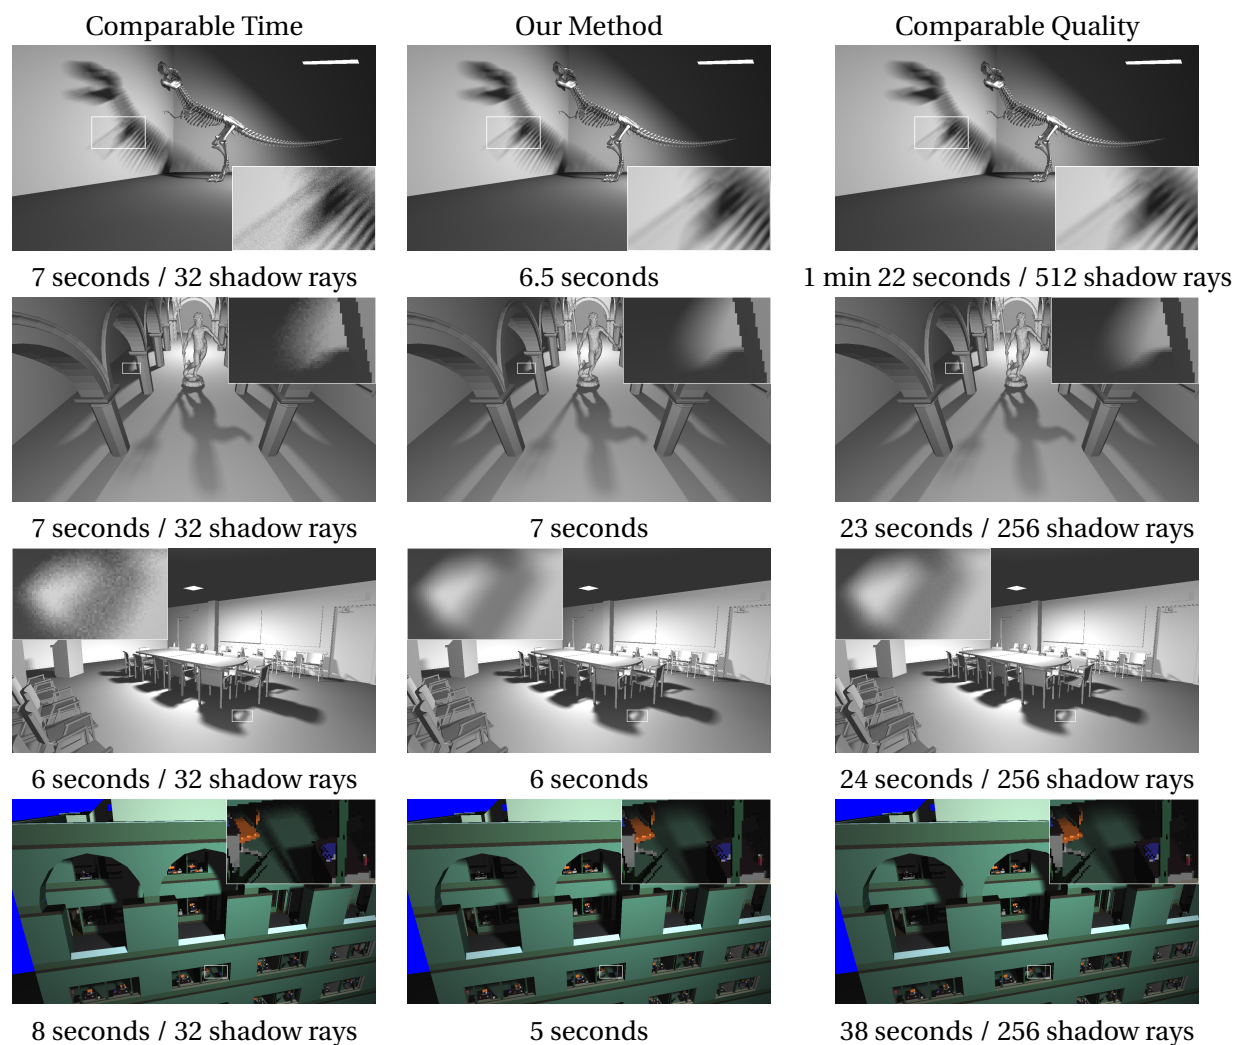 Comparable Time Our Method Comparable Quality
7 seconds / 32 shadow rays 6.5 seconds 1 min 22 seconds / 512 shadow rays
7 seconds / 32 shadow rays 7 seconds 23 seconds / 256 shadow rays
6 seconds / 32 shadow rays 6 seconds 24 seconds / 256 shadow rays
8 seconds / 32 shadow rays 5 seconds 38 seconds / 256 shadow rays